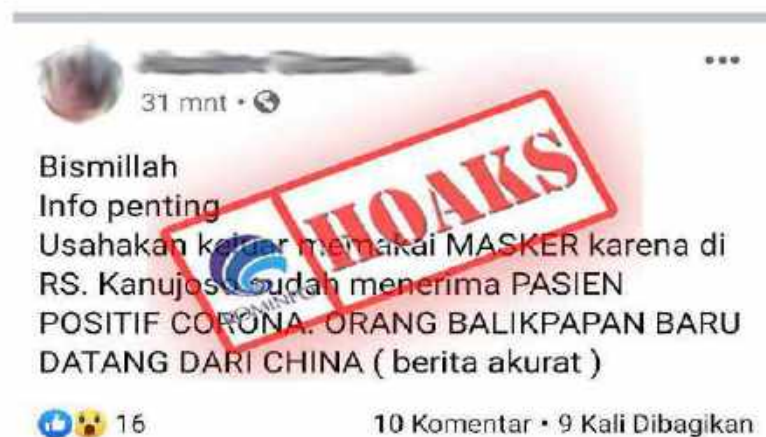 31 mnt
Bismillah
Info penting
Usahakan keluar memakai MASKER karena di
RS. Kanujoso sudah menerima PASIEN
POSITIF CORONA. ORANG BALIKPAPAN BARU
DATANG DARI CHINA ( berita akurat )
HOAKS
KOMINFO
16
10 Komentar • 9 Kali Dibagikan